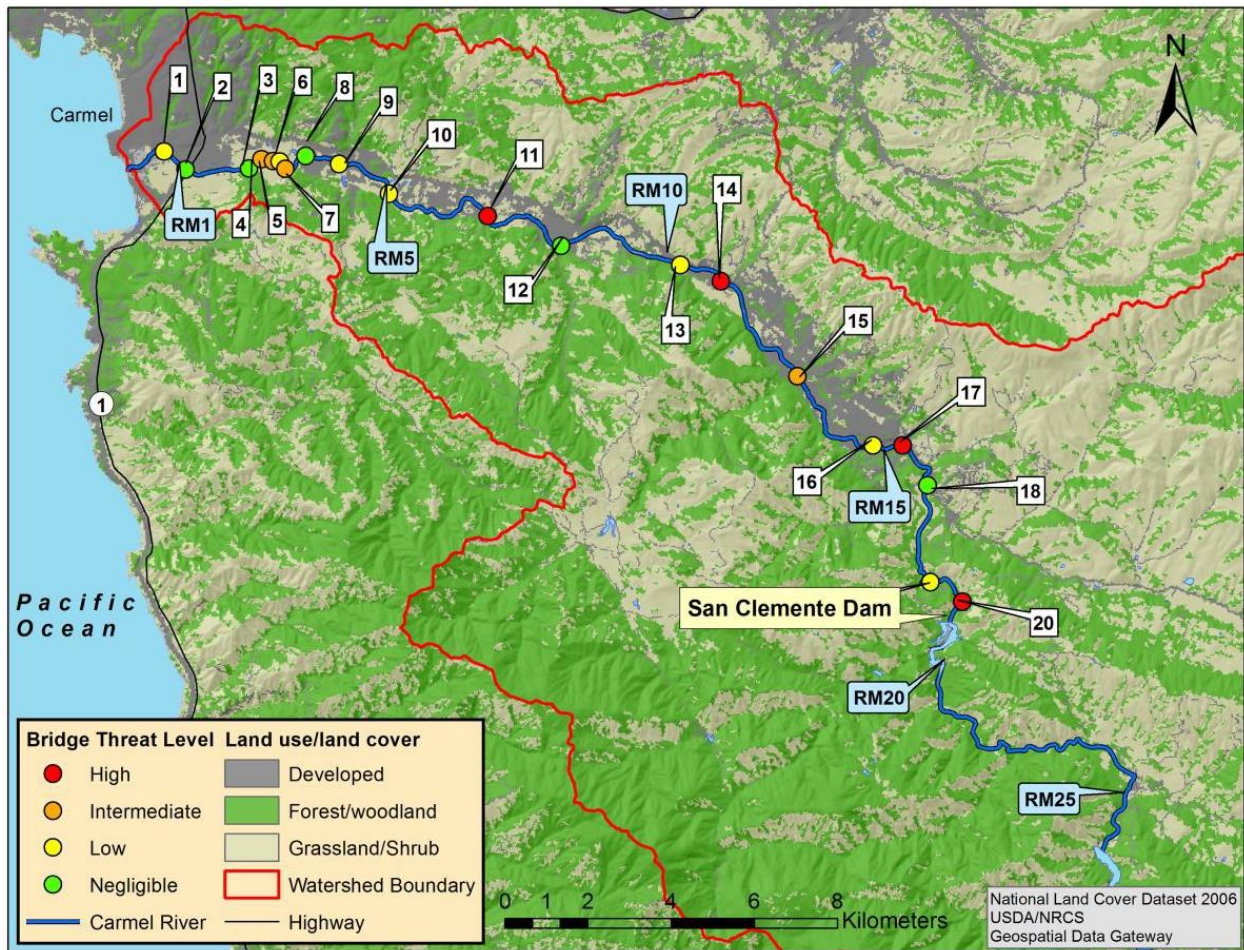 N
Carmel
1
2
3
6
8
9
10
11
RM10
14
RM1
4
5
7
RM5
12
13
15
1
17
16
RM15
18
Pacific
Ocean
San Clemente Dam
20
RM20
RM25
Bridge Threat Level
High
Intermediate
Low
Negligible
Carmel River
Land use/land cover
Developed
Forest/woodland
Grassland/Shrub
Watershed Boundary
Highway
0 1 2 4 6 8
Kilometers
National Land Cover Dataset 2006
USDA/NRCS
Geospatial Data Gateway